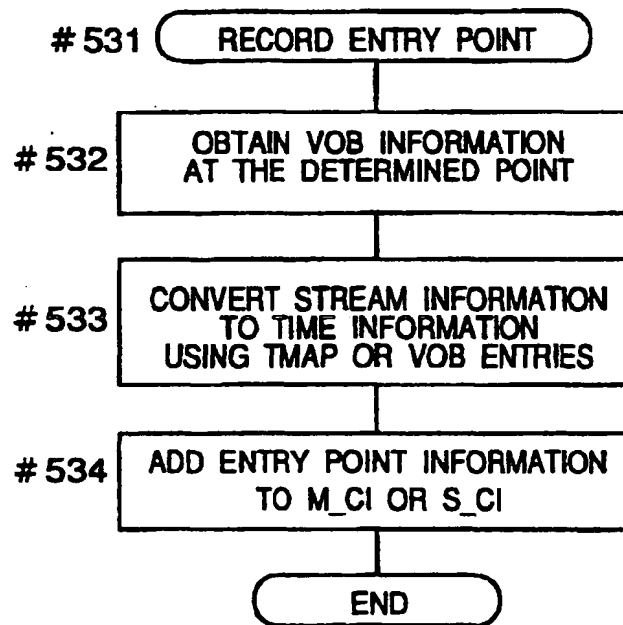 #531 RECORD ENTRY POINT
#532 OBTAIN VOB INFORMATION
AT THE DETERMINED POINT
#533 CONVERT STREAM INFORMATION
TO TIME INFORMATION
USING TMAP OR VOB ENTRIES
#534 ADD ENTRY POINT INFORMATION
TO M_CI OR S_CI
END